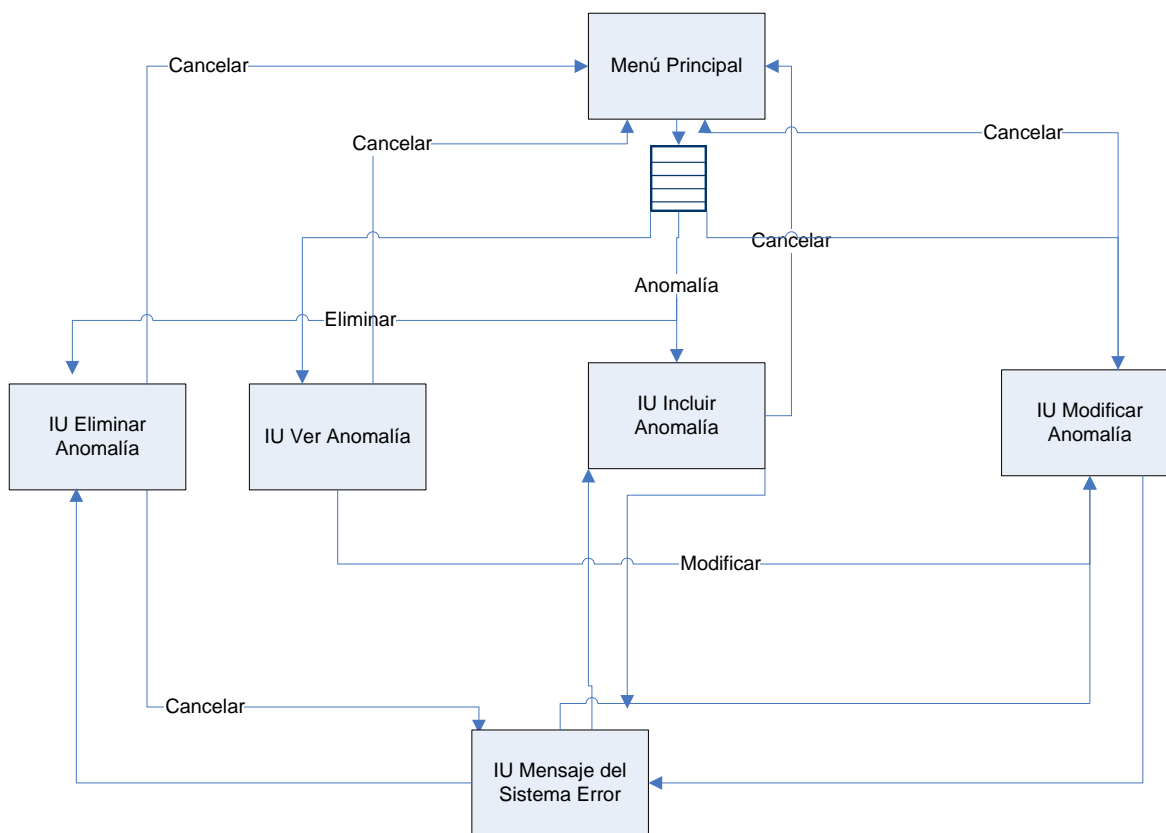 Menú Principal
Cancelar
Cancelar
Cancelar
Cancelar
Anomalía
Eliminar
IU Eliminar
Anomalía
IU Ver Anomalía
IU Incluir
Anomalía
IU Modificar
Anomalía
Modificar
Cancelar
IU Mensaje del
Sistema Error